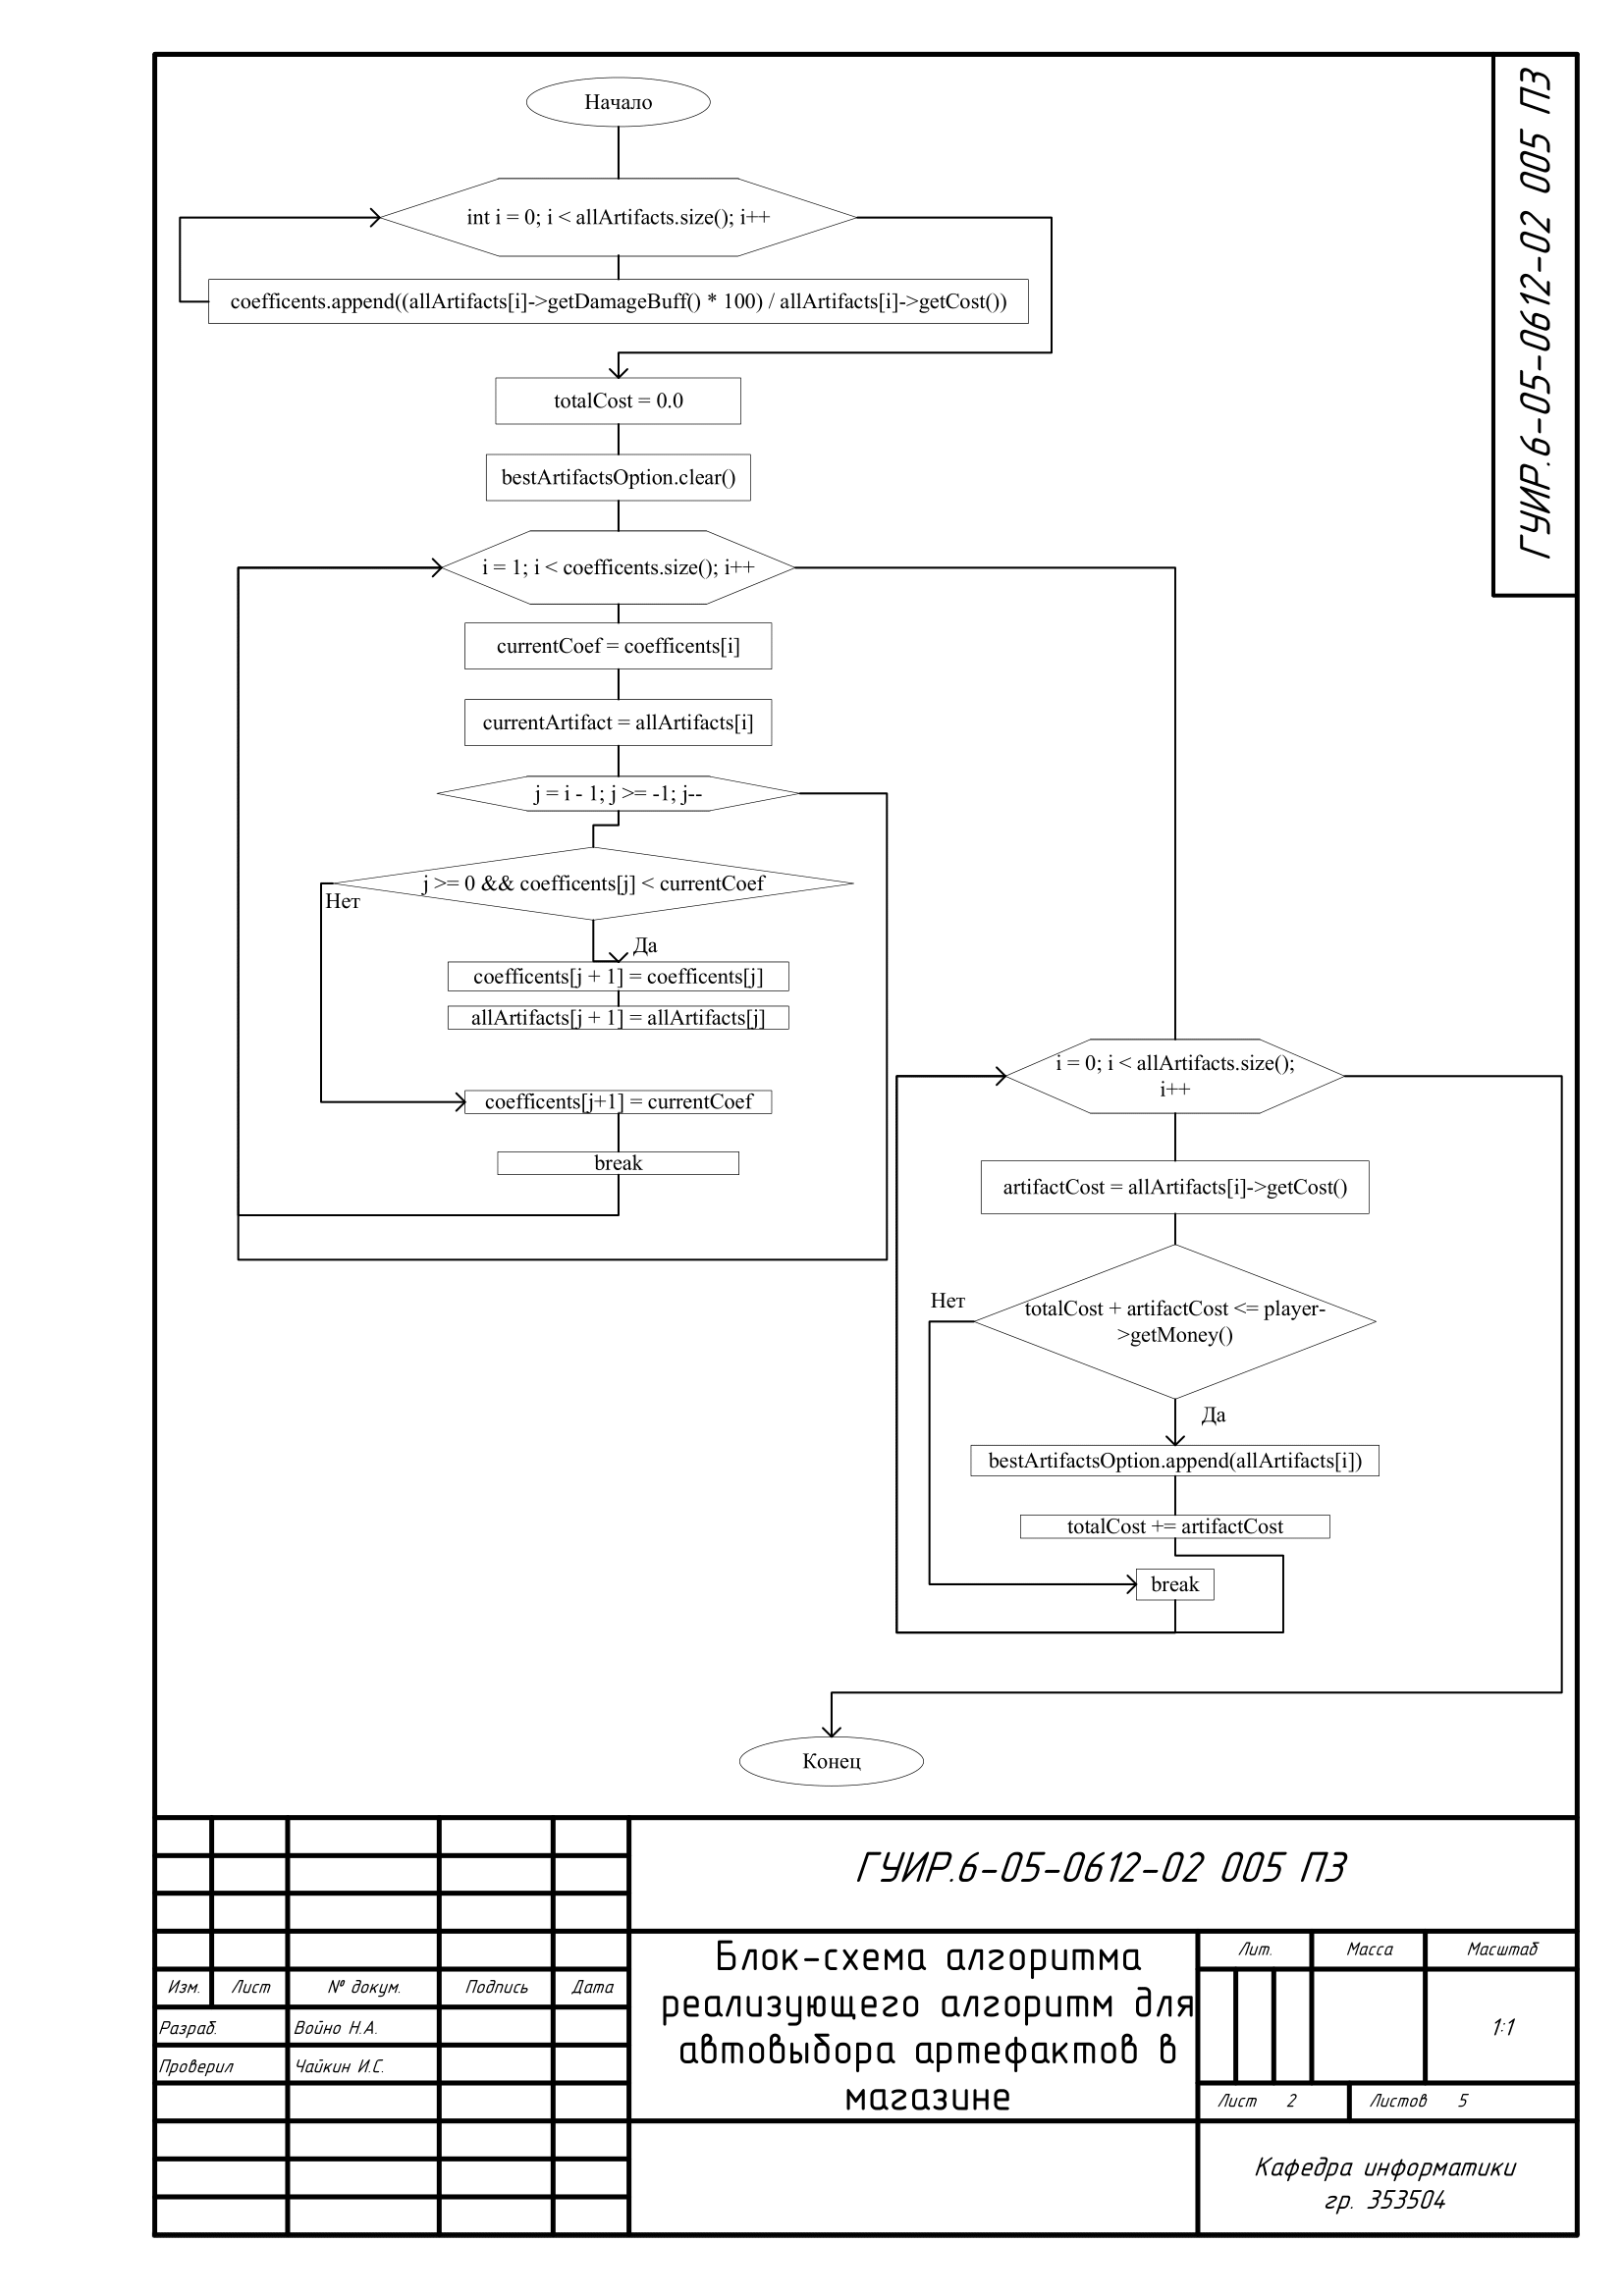 ГУИР.6-05-0612-02 005 ПЗ
Начало
int i = 0; i < allArtifacts.size(); i++
coefficents.append((allArtifacts[i]->getDamageBuff() * 100) / allArtifacts[i]->getCost())
totalCost = 0.0
bestArtifactsOption.clear()
i = 1; i < coefficents.size(); i++
currentCoef = coefficents[i]
currentArtifact = allArtifacts[i]
j = i - 1; j >= -1; j--
j >= 0 && coefficents[j] < currentCoef
Нет
Да
coefficents[j + 1] = coefficents[j]
allArtifacts[j + 1] = allArtifacts[j]
coefficents[j+1] = currentCoef
break
i = 0; i < allArtifacts.size();
i++
artifactCost = allArtifacts[i]->getCost()
Нет
totalCost + artifactCost <= player-
>getMoney()
Да
bestArtifactsOption.append(allArtifacts[i])
totalCost += artifactCost
break
Конец
ГУИР.6-05-0612-02 005 ПЗ
Блок-схема алгоритма
реализующего алгоритм для
автовыбора артефактов в
магазине
Лит. Масса Масштаб
Изм. Лист № докум. Подпись Дата
Разраб. Войно Н.А.
1:1
Проверил Чайкин И.С.
Лист 2 Листов 5
Кафедра информатики
гр. 353504